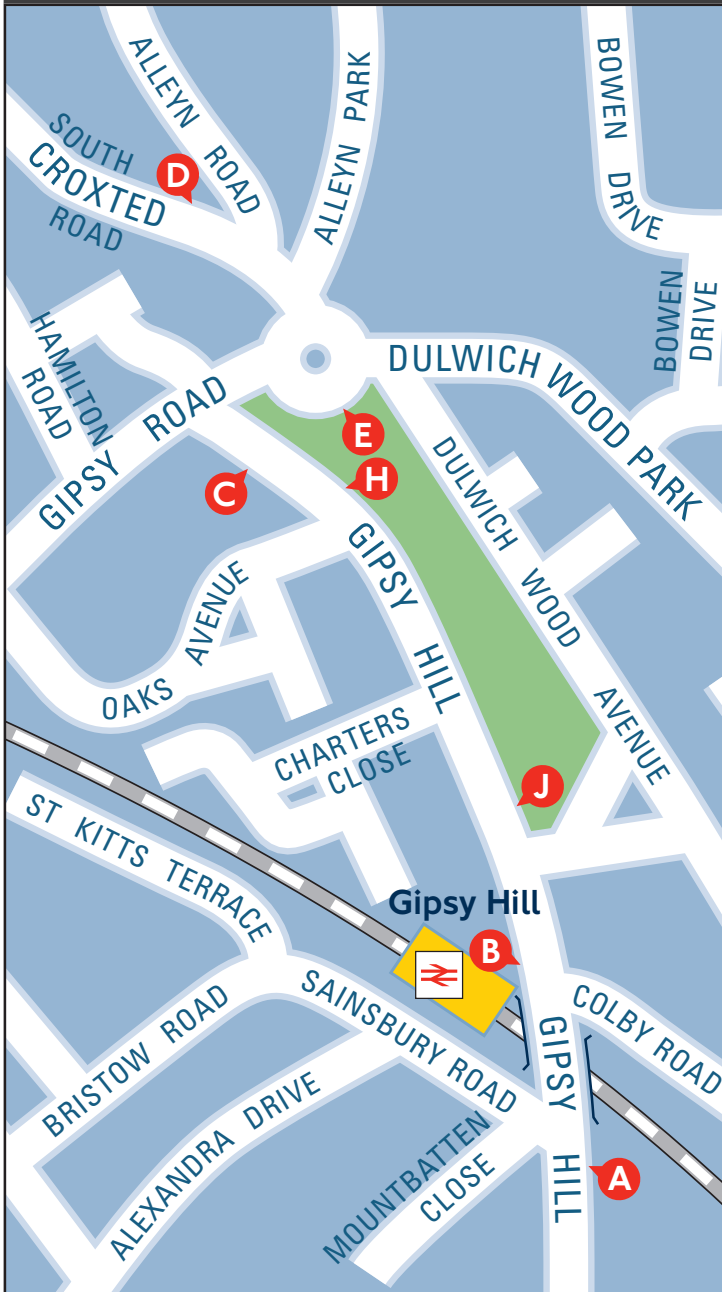 ALLEYN ROAD
ALLEYN PARK
BOWEN DRIVE
SOUTH
CROXTED
ROAD
D
BOWEN
DRIVE
HAMILTON
ROAD
DULWICH WOOD PARK
GIPSY ROAD
E
H
C
DULWICH WOOD AVENUE
GIPSY HILL
OAKS AVENUE
CHARTERS
CLOSE
J
ST KITTS TERRACE
Gipsy Hill
B
SAINSBURY ROAD
COLBY ROAD
BRISTOW ROAD
GIPSY HILL
ALEXANDRA DRIVE
MOUNTBATTEN
CLOSE
A